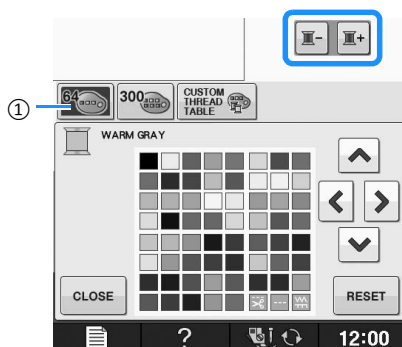 - +
①
64
300
CUSTOM
THREAD
TABLE
WARM GRAY
CLOSE
RESET
?
12:00